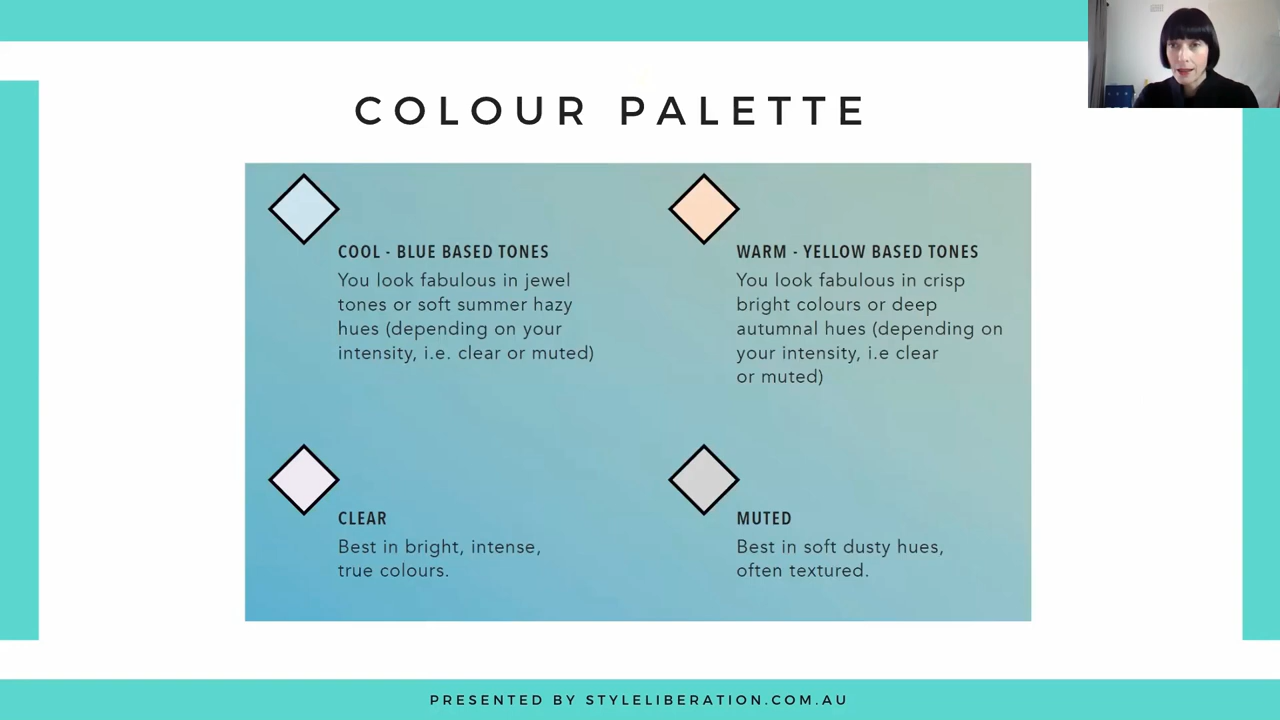 COLOUR PALETTE
COOL - BLUE BASED TONES
You look fabulous in jewel
tones or soft summer hazy
hues (depending on your
intensity, i.e. clear or muted)
WARM - YELLOW BASED TONES
You look fabulous in crisp
bright colours or deep
autumnal hues (depending on
your intensity, i.e clear
or muted)
CLEAR
Best in bright, intense,
true colours.
MUTED
Best in soft dusty hues,
often textured.
PRESENTED BY STYLELIBERATION.COM.AU